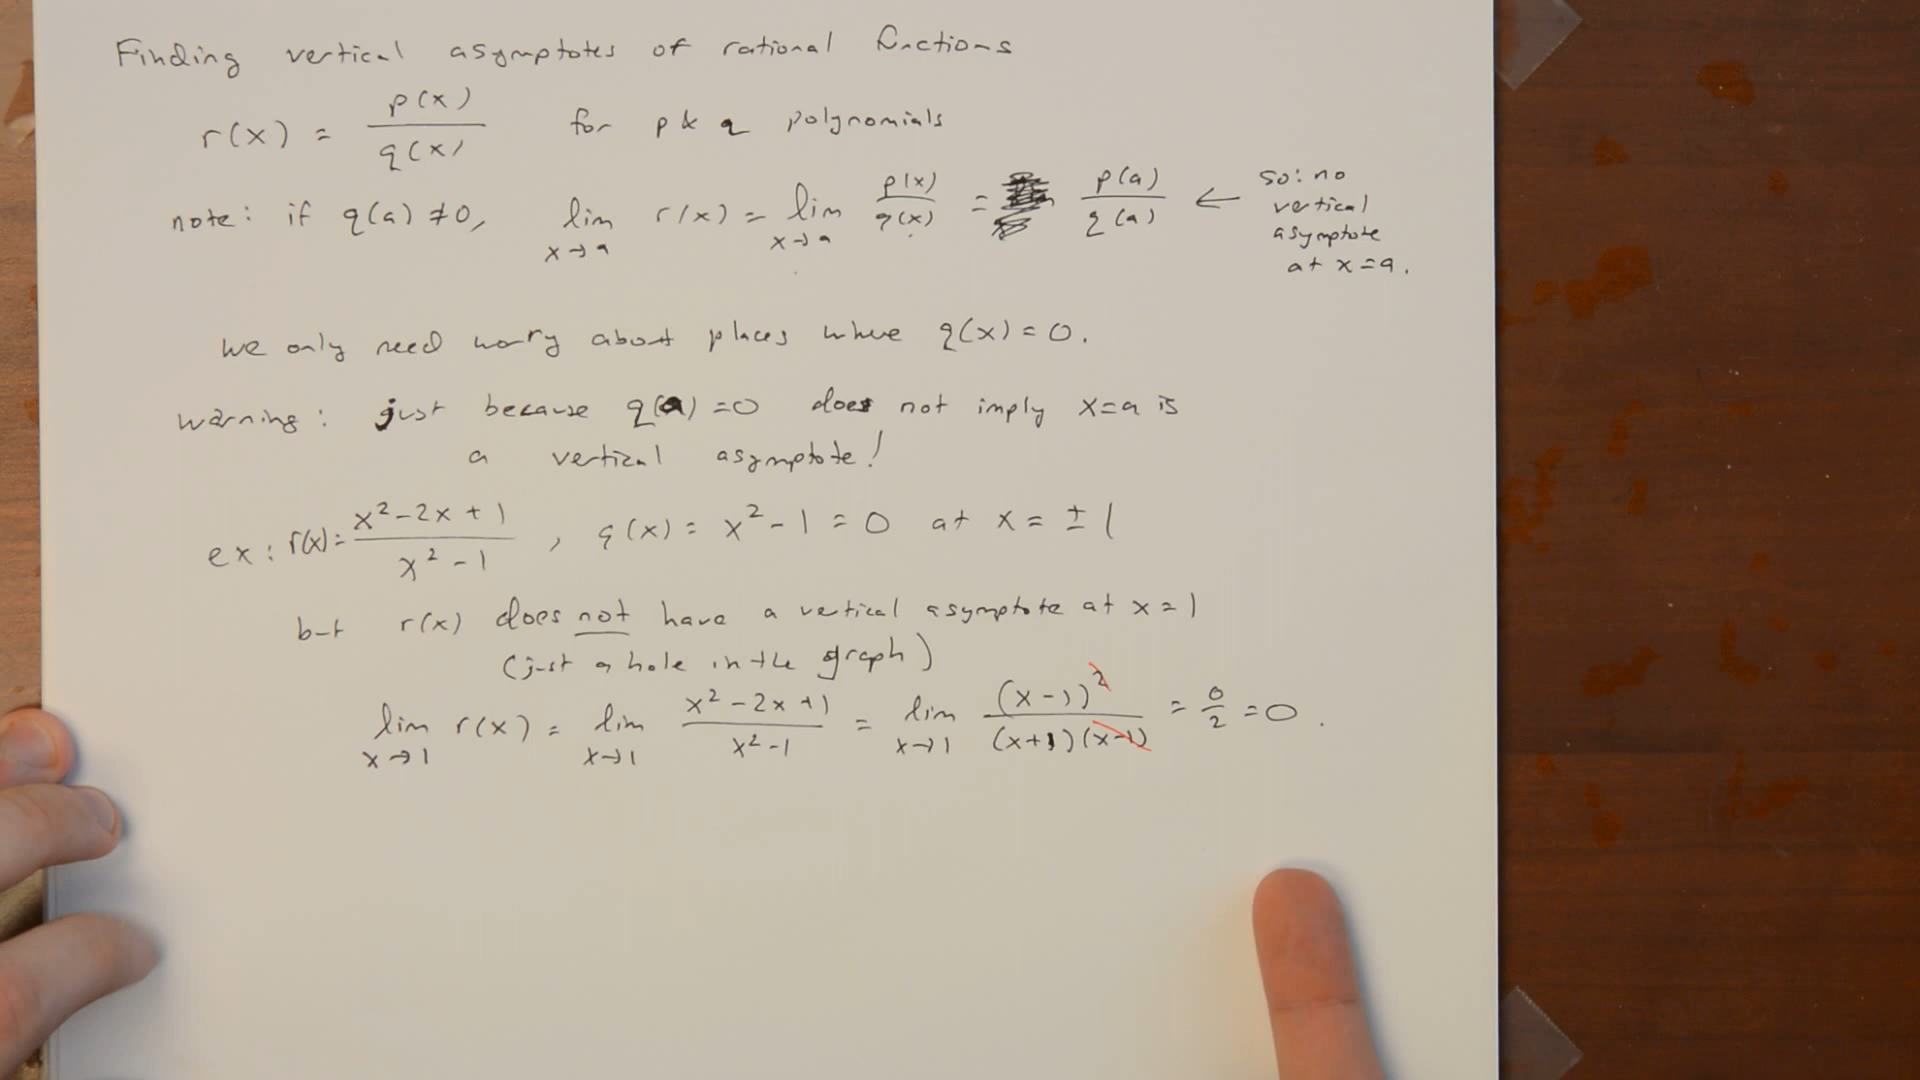 Finding vertical asymptotes of rational functions
r(x) = p(x)/q(x) for p & q polynomials
note: if q(a) ≠ 0, lim x→a r(x) = lim x→a p(x)/q(x) = p(a)/q(a) ← so: no
vertical
asymptote
at x=a.
we only need worry about places where q(x) = 0.
warning: just because q(a) = 0 does not imply x=a is
a vertical asymptote!
ex: r(x) = x²-2x+1/x²-1, q(x) = x²-1 = 0 at x = ±1
but r(x) does not have a vertical asymptote at x=1
(just a hole in the graph)
lim x→1 r(x) = lim x→1 x²-2x+1/x²-1 = lim x→1 (x-1)²/(x+1)(x-1) = 0/2 = 0.